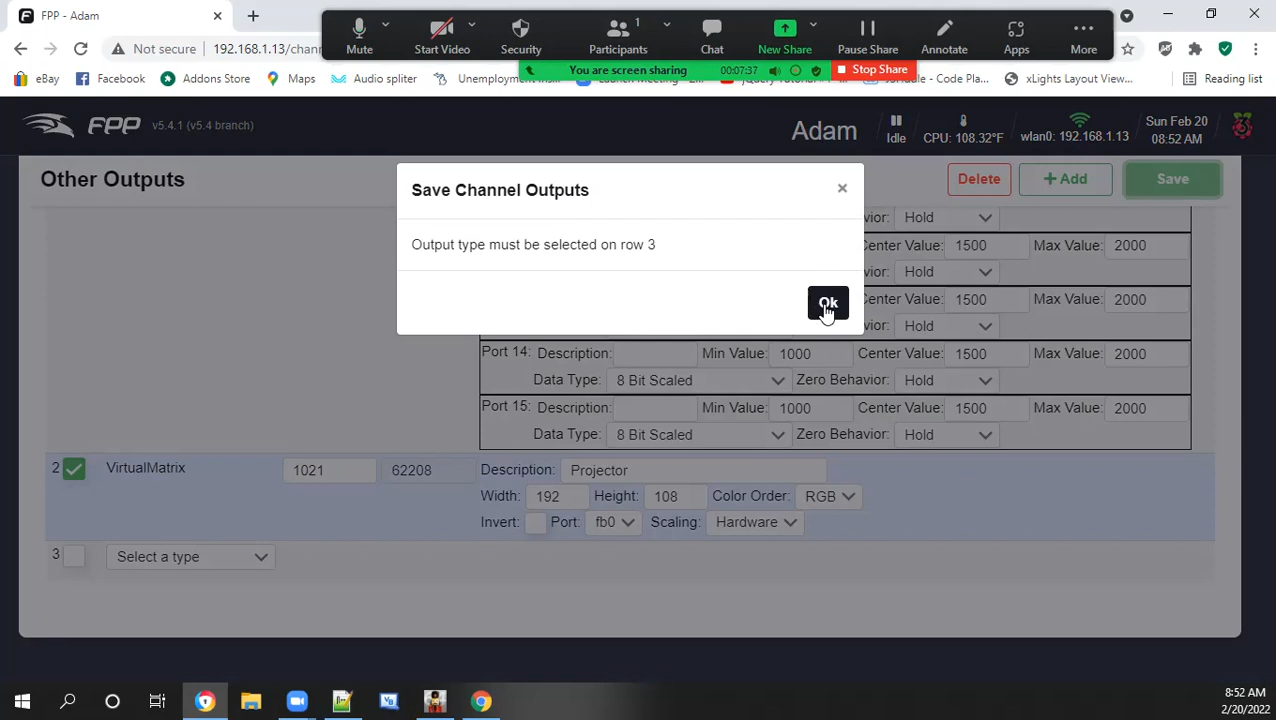 FPP - Adam
Mute
Start Video
Security
Participants
1
Chat
New Share
Pause Share
Annotate
Apps
More
Not secure
192.168.1.13/chann
You are screen sharing
00:07:37
Stop Share
eBay
Facebook
Addons Store
Maps
Audio spliter
Unemployment
xLights Layout View...
Reading list
FPP
v5.4.1 (v5.4 branch)
Adam
Idle
CPU: 108.32°F
wlan0: 192.168.1.13
Sun Feb 20
08:52 AM
Other Outputs
Delete
+ Add
Save
Save Channel Outputs
×
Output type must be selected on row 3
Ok
Hold
Center Value: 1500 Max Value: 2000
Hold
Center Value: 1500 Max Value: 2000
Hold
Port 14: Description: Min Value: 1000 Center Value: 1500 Max Value: 2000
Data Type: 8 Bit Scaled Zero Behavior: Hold
Port 15: Description: Min Value: 1000 Center Value: 1500 Max Value: 2000
Data Type: 8 Bit Scaled Zero Behavior: Hold
2 VirtualMatrix 1021 62208 Description: Projector
Width: 192 Height: 108 Color Order: RGB
Invert: Port: fb0 Scaling: Hardware
3 Select a type
8:52 AM
2/20/2022